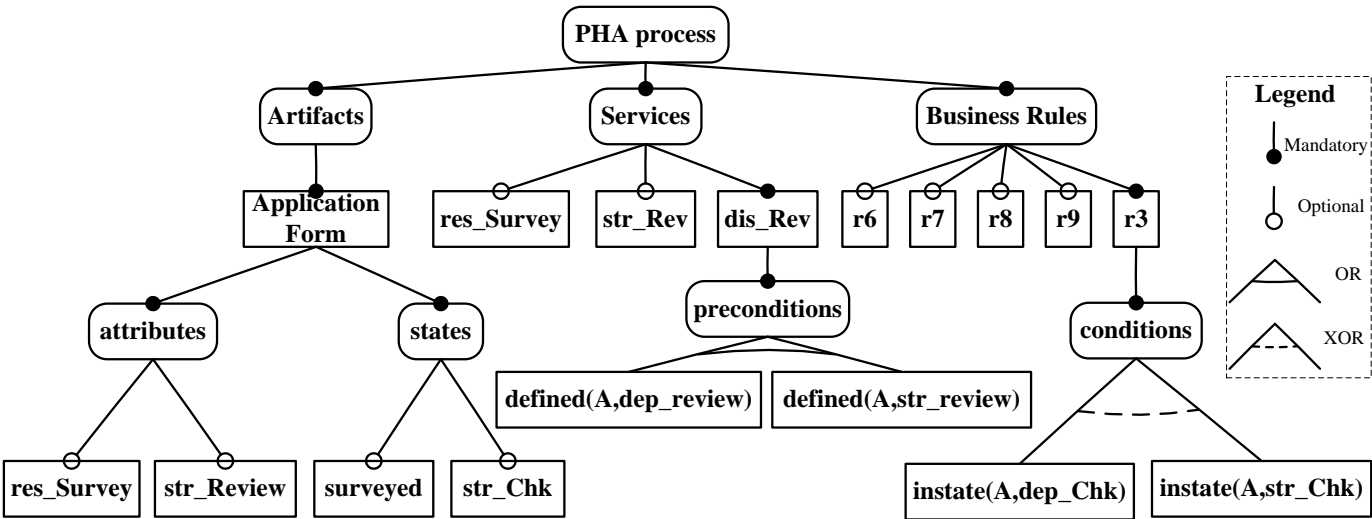 PHA process
Artifacts
Services
Business Rules
Legend
Mandatory
Optional
OR
XOR
Application
Form
res_Survey
str_Rev
dis_Rev
r6
r7
r8
r9
r3
attributes
states
preconditions
conditions
defined(A,dep_review)
defined(A,str_review)
res_Survey
str_Review
surveyed
str_Chk
instate(A,dep_Chk)
instate(A,str_Chk)